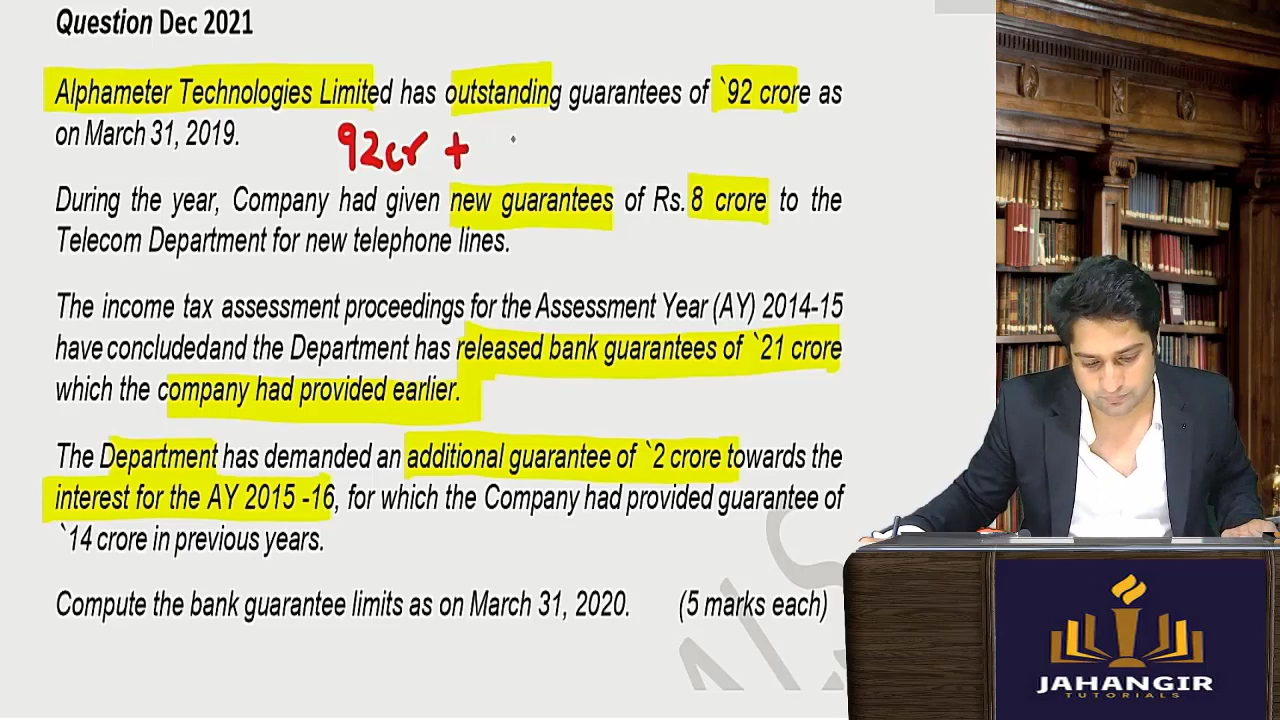 Question Dec 2021
Alphameter Technologies Limited has outstanding guarantees of `92 crore as
on March 31, 2019.
92cr +
During the year, Company had given new guarantees of Rs. 8 crore to the
Telecom Department for new telephone lines.
The income tax assessment proceedings for the Assessment Year (AY) 2014-15
have concludedand the Department has released bank guarantees of `21 crore
which the company had provided earlier.
The Department has demanded an additional guarantee of `2 crore towards the
interest for the AY 2015 -16, for which the Company had provided guarantee of
`14 crore in previous years.
Compute the bank guarantee limits as on March 31, 2020. (5 marks each)
JAHANGIR
TUTORIALS